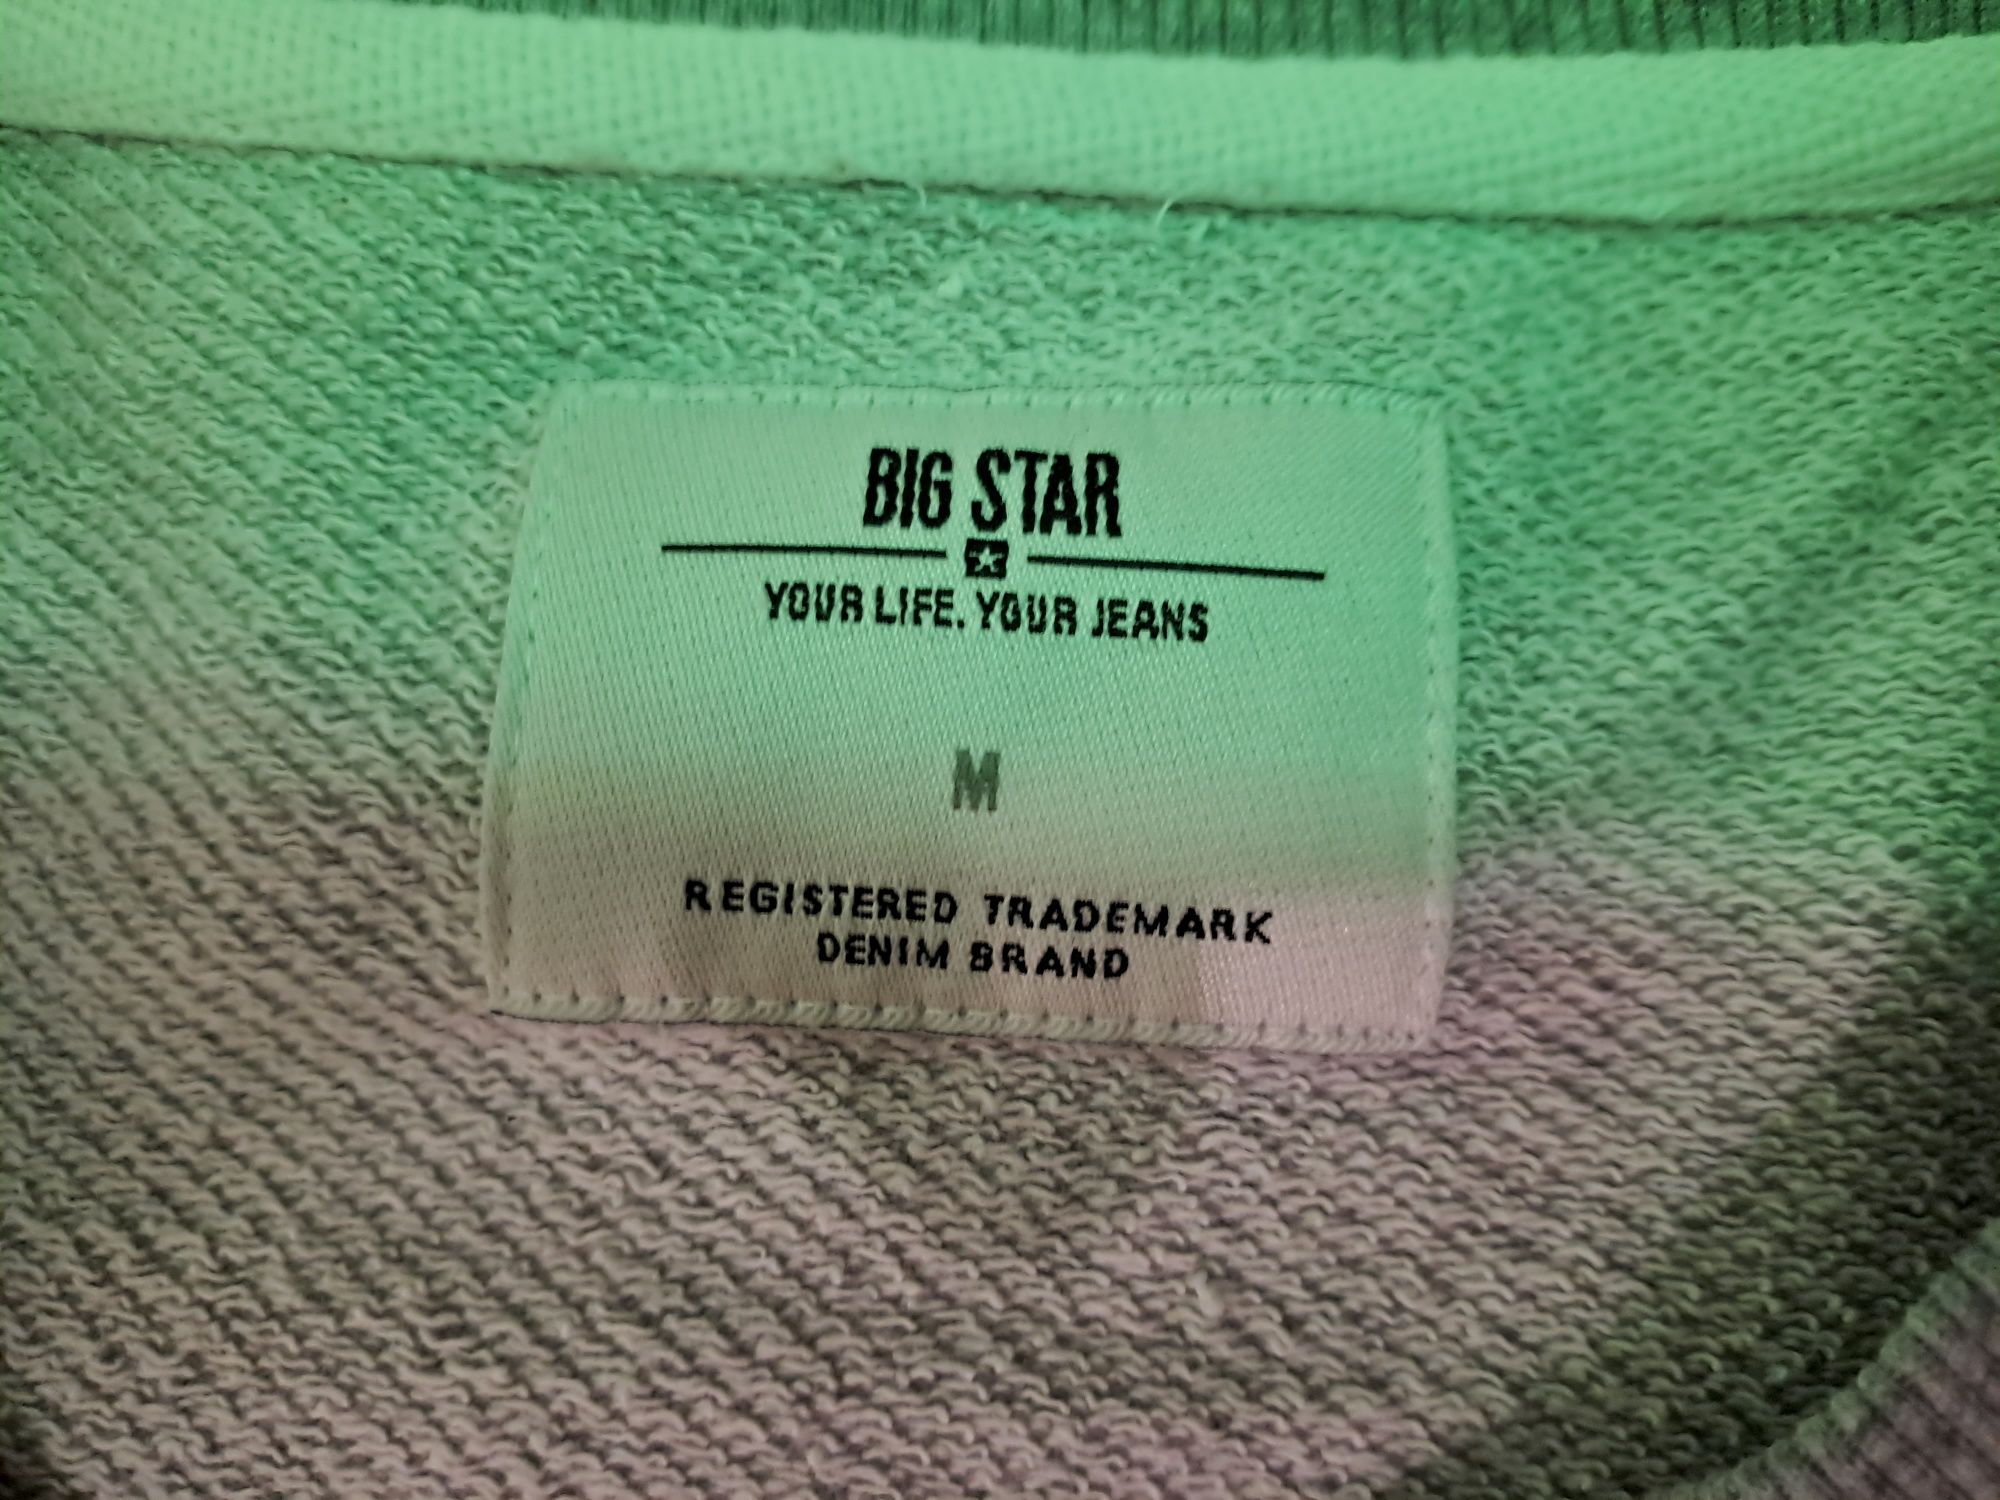 BIG STAR
YOUR LIFE. YOUR JEANS
M
REGISTERED TRADEMARK
DENIM BRAND